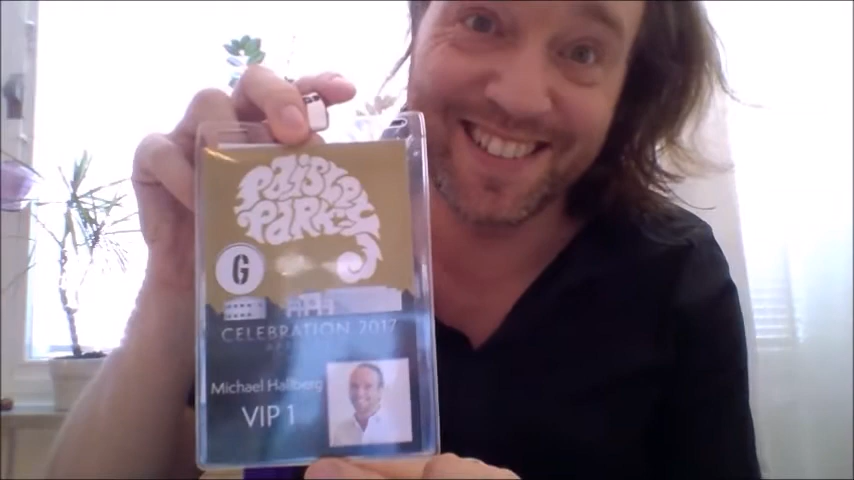 Paisley
Park
G
CELEBRATION 2017
Michael Hallberg
VIP 1